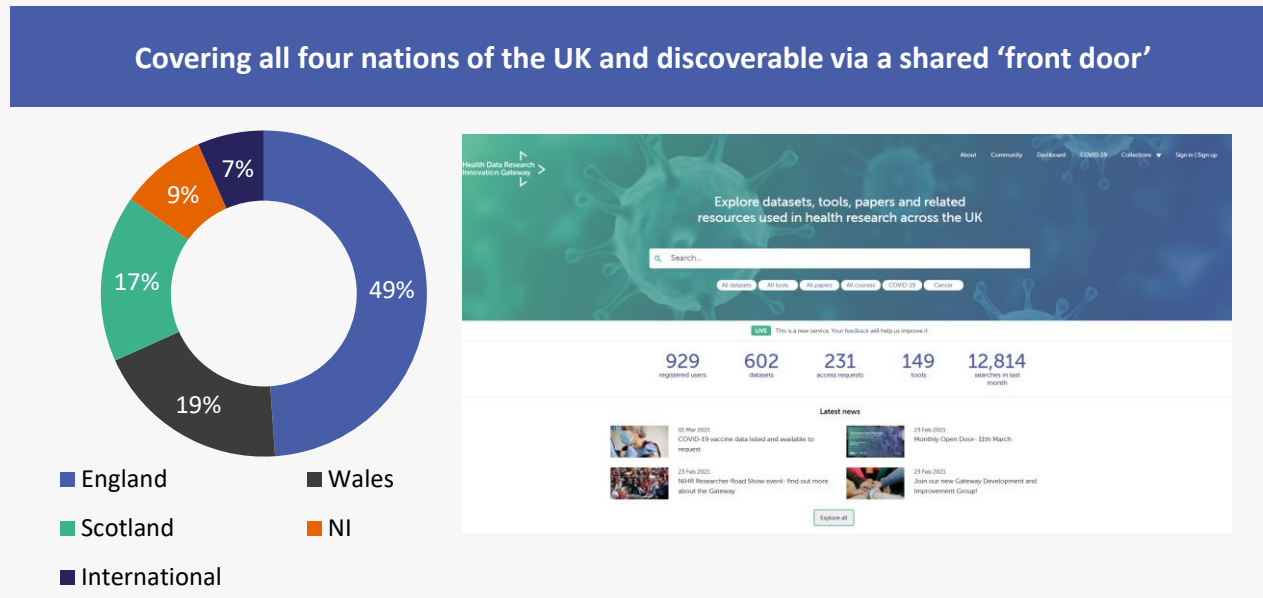 Covering all four nations of the UK and discoverable via a shared ‘front door’
7%
9%
17%
49%
19%
England
Wales
Scotland
NI
International
Health Data Research
Innovation Gateway
About Community Dashboard COVID-19 Collections Sign in | Sign up
Explore datasets, tools, papers and related
resources used in health research across the UK
Search...
All datasets All tools All papers All courses COVID-19 Cancer
LIVE This is a new service. Your feedback will help us improve it.
929 602 231 149 12,814
registered users datasets access requests tools searches in last
month
Latest news
01 Mar 2021
COVID-19 vaccine data listed and available to
request
23 Feb 2021
Monthly Open Door- 11th March
23 Feb 2021
NIHR Researcher Road Show event- find out more
about the Gateway
23 Feb 2021
Join our new Gateway Development and
Improvement Group!
Explore all